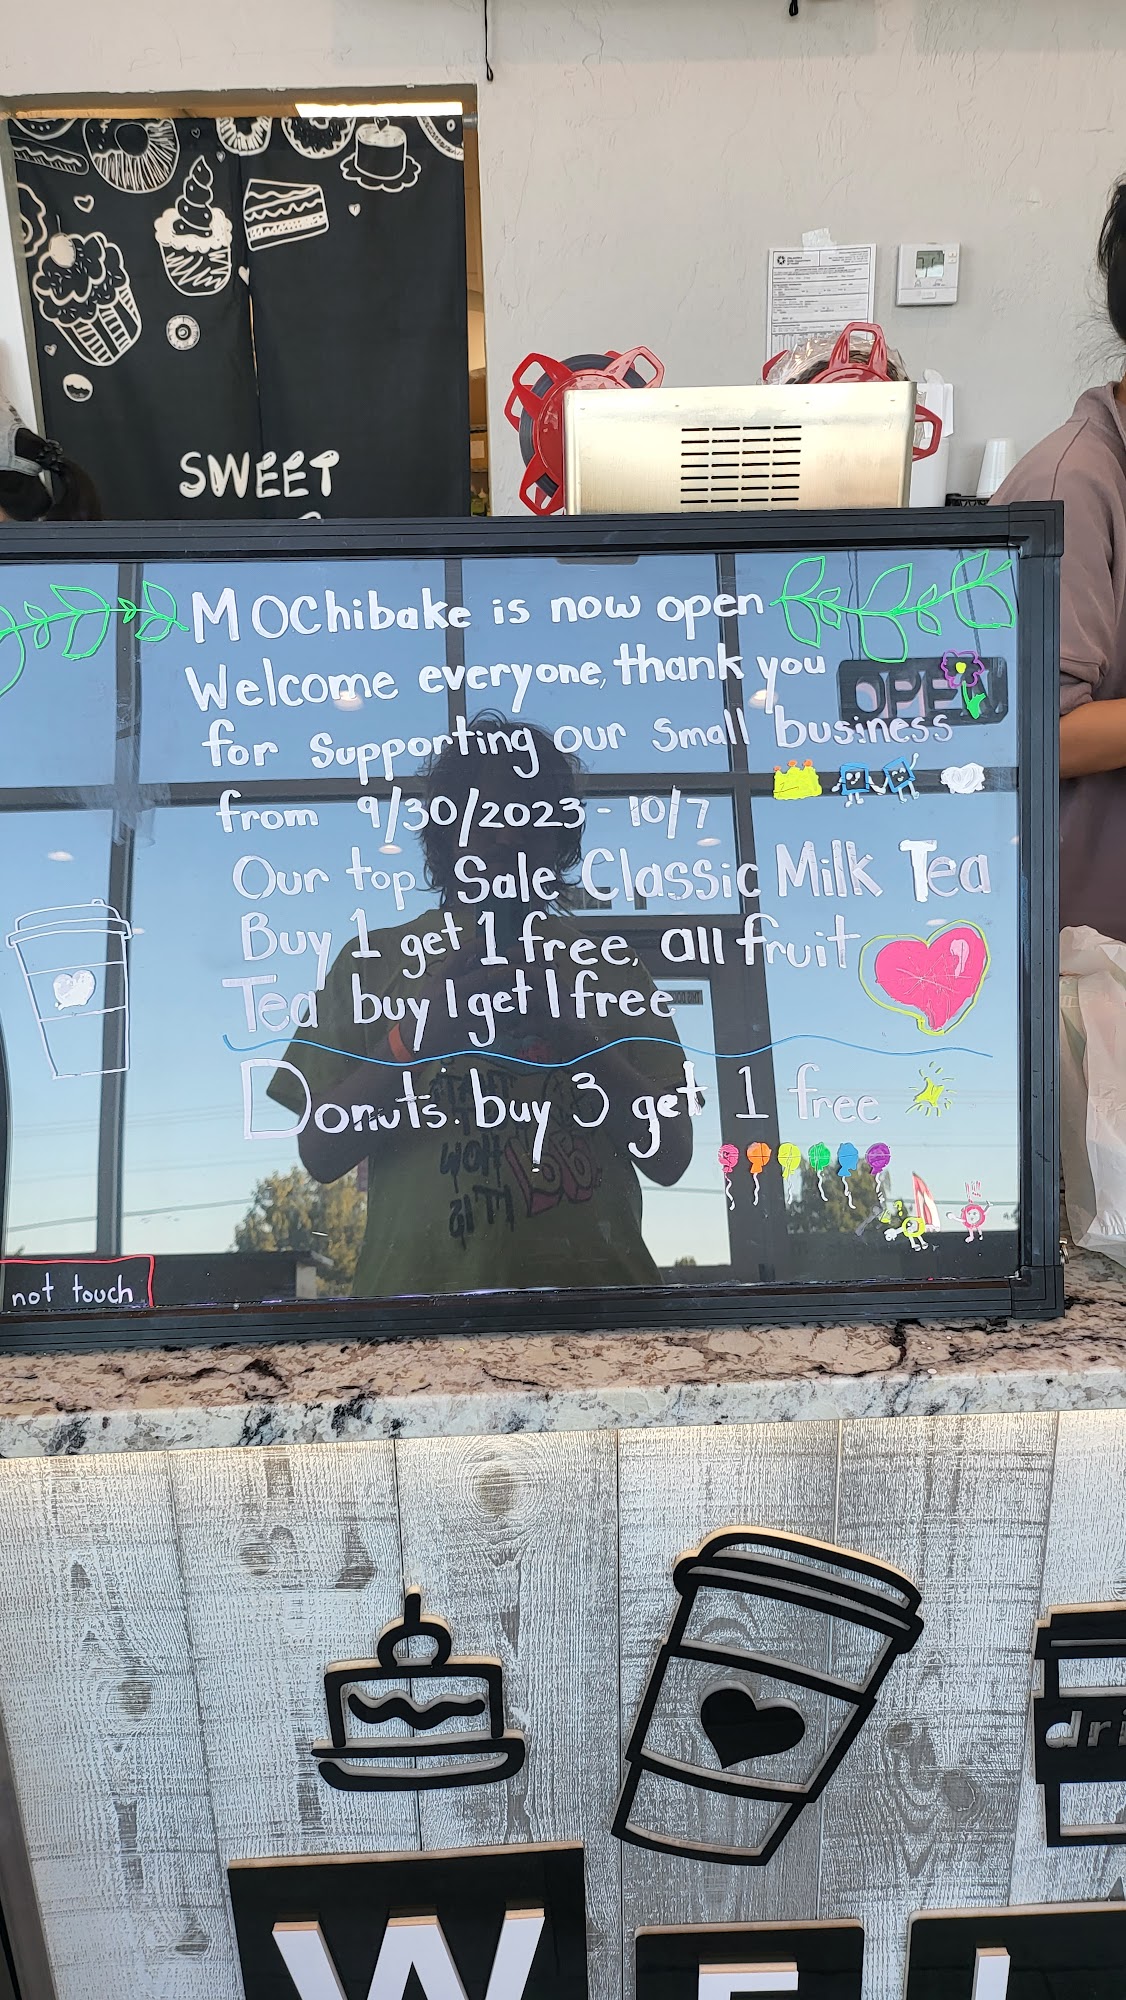 SWEET
MOChibake is now open
Welcome everyone, thank you
for supporting our small business
OPEN
from 9/30/2023 - 10/7
Our top Sale Classic Milk Tea
Buy 1 get 1 free, all fruit
Tea buy 1 get 1 free
Donuts: buy 3 get 1 free
not touch
dri
WEL